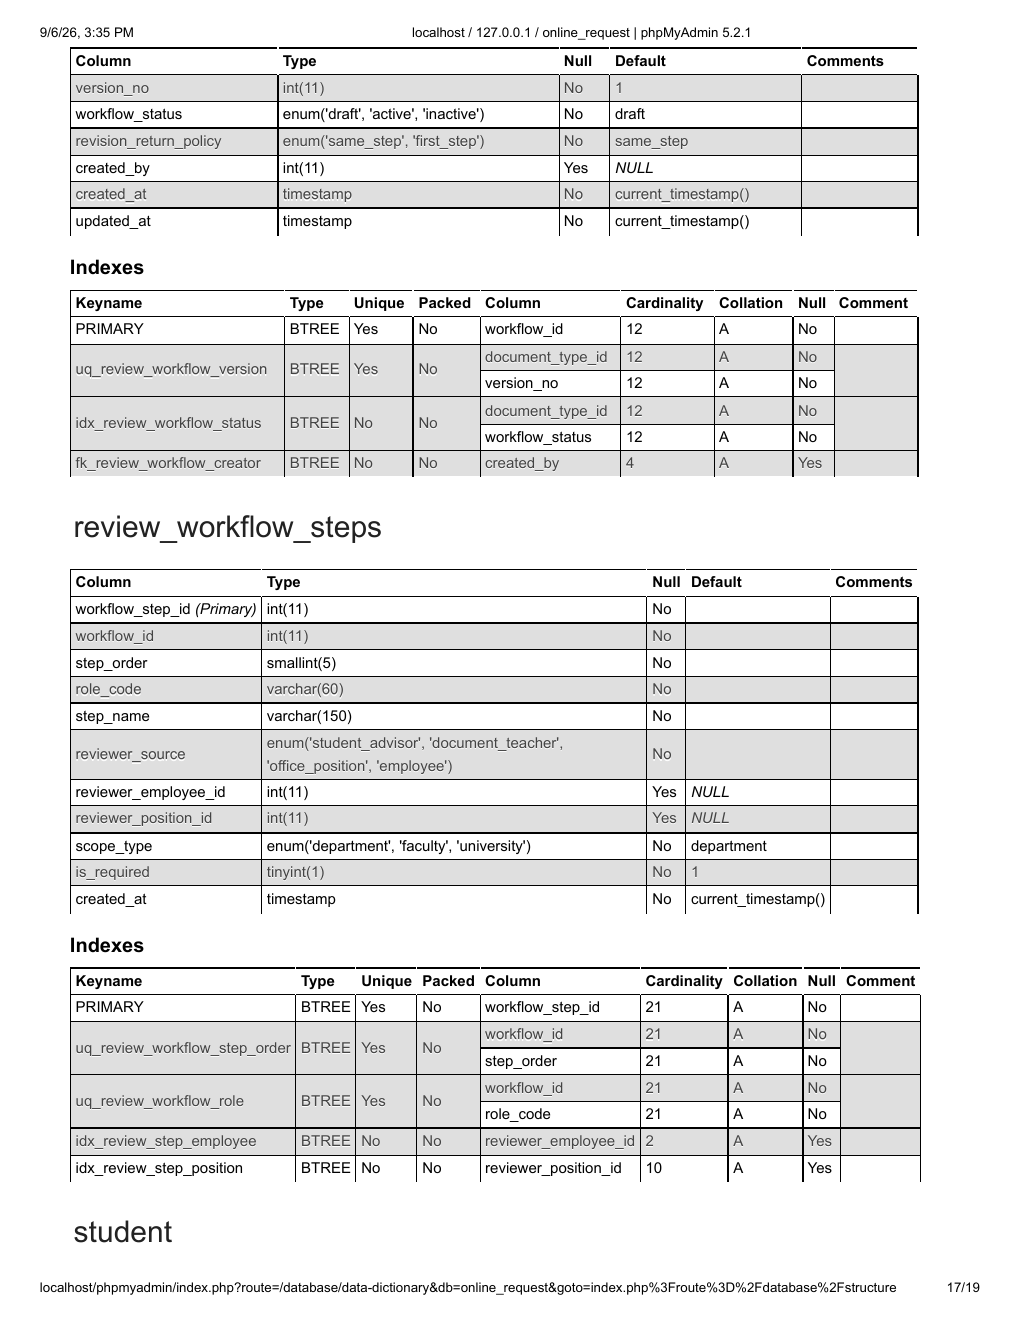 9/6/26, 3:35 PM localhost / 127.0.0.1 / online_request | phpMyAdmin 5.2.1
Column Type Null Default Comments
version_no int(11) No 1
workflow_status enum('draft', 'active', 'inactive') No draft
revision_return_policy enum('same_step', 'first_step') No same_step
created_by int(11) Yes NULL
created_at timestamp No current_timestamp()
updated_at timestamp No current_timestamp()
Indexes
Keyname Type Unique Packed Column Cardinality Collation Null Comment
PRIMARY BTREE Yes No workflow_id 12 A No
uq_review_workflow_version BTREE Yes No document_type_id 12 A No
version_no 12 A No
idx_review_workflow_status BTREE No No document_type_id 12 A No
workflow_status 12 A No
fk_review_workflow_creator BTREE No No created_by 4 A Yes
review_workflow_steps
Column Type Null Default Comments
workflow_step_id (Primary) int(11) No
workflow_id int(11) No
step_order smallint(5) No
role_code varchar(60) No
step_name varchar(150) No
reviewer_source enum('student_advisor', 'document_teacher', 'office_position', 'employee') No
reviewer_employee_id int(11) Yes NULL
reviewer_position_id int(11) Yes NULL
scope_type enum('department', 'faculty', 'university') No department
is_required tinyint(1) No 1
created_at timestamp No current_timestamp()
Indexes
Keyname Type Unique Packed Column Cardinality Collation Null Comment
PRIMARY BTREE Yes No workflow_step_id 21 A No
uq_review_workflow_step_order BTREE Yes No workflow_id 21 A No
step_order 21 A No
uq_review_workflow_role BTREE Yes No workflow_id 21 A No
role_code 21 A No
idx_review_step_employee BTREE No No reviewer_employee_id 2 A Yes
idx_review_step_position BTREE No No reviewer_position_id 10 A Yes
student
localhost/phpmyadmin/index.php?route=/database/data-dictionary&db=online_request&goto=index.php%3Froute%3D%2Fdatabase%2Fstructure 17/19